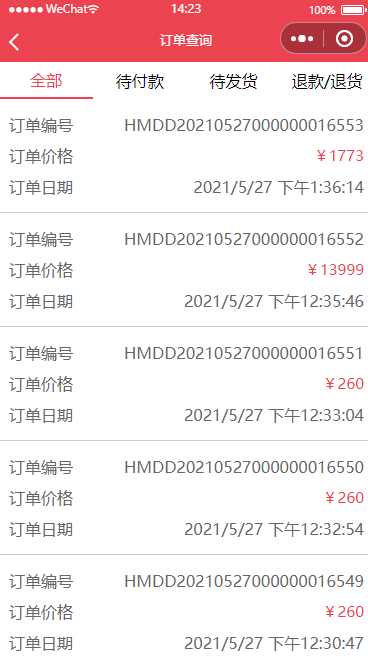 WeChat 14:23 100%
订单查询
全部 待付款 待发货 退款/退货
订单编号 HMDD20210527000000016553
订单价格 ￥1773
订单日期 2021/5/27 下午1:36:14
订单编号 HMDD20210527000000016552
订单价格 ￥13999
订单日期 2021/5/27 下午12:35:46
订单编号 HMDD20210527000000016551
订单价格 ￥260
订单日期 2021/5/27 下午12:33:04
订单编号 HMDD20210527000000016550
订单价格 ￥260
订单日期 2021/5/27 下午12:32:54
订单编号 HMDD20210527000000016549
订单价格 ￥260
订单日期 2021/5/27 下午12:30:47